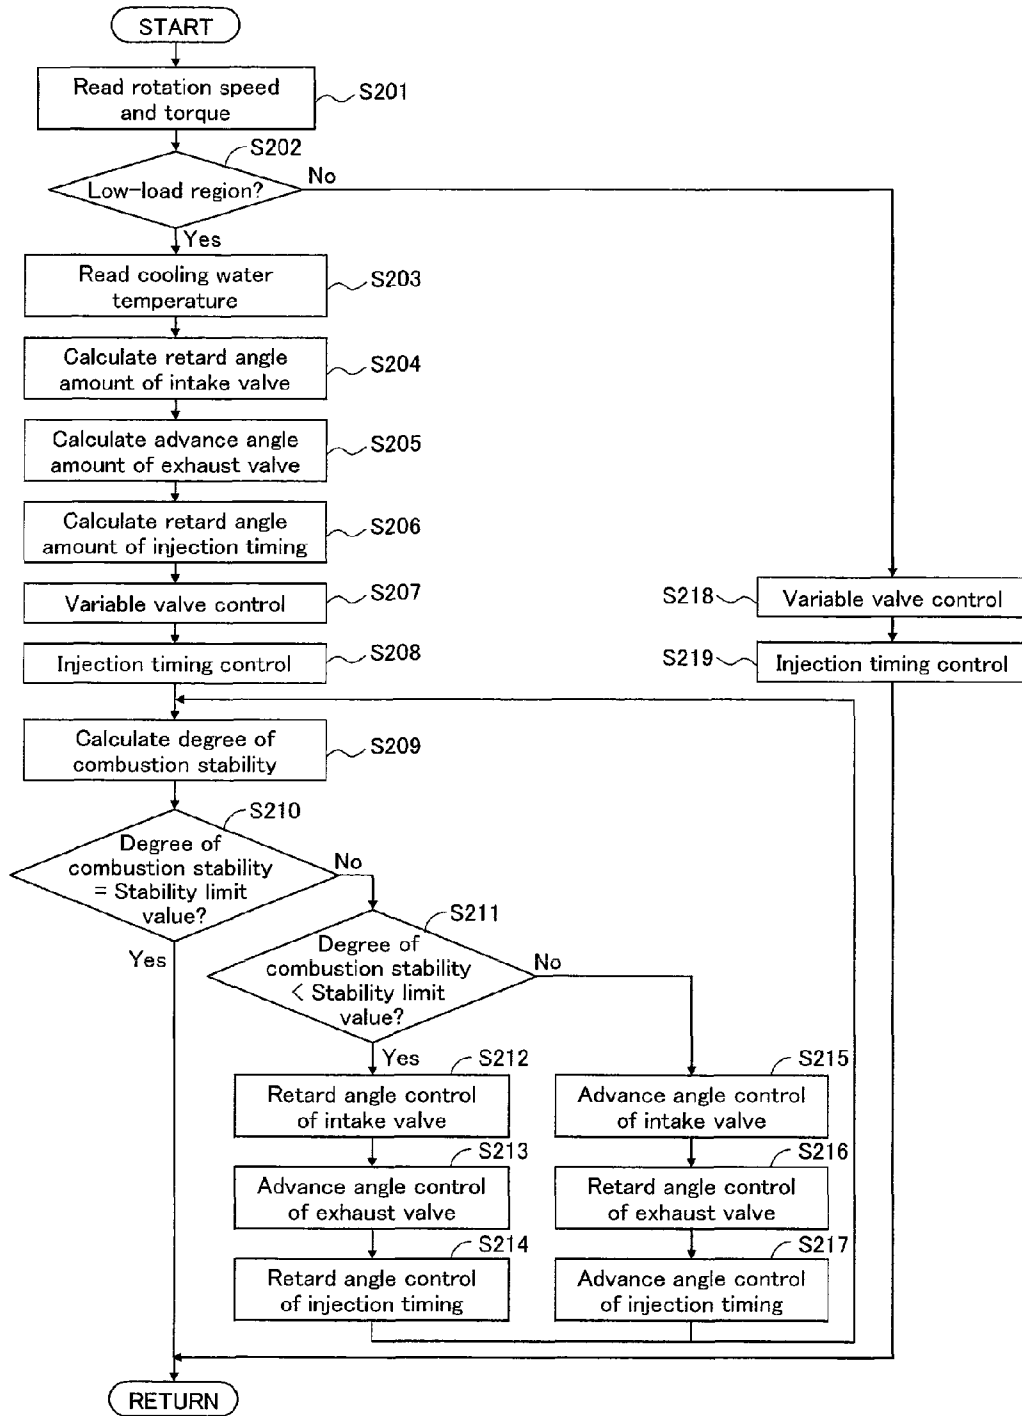 START
Read rotation speed
and torque
S201
S202
Low-load region?
No
Yes
Read cooling water
temperature
S203
Calculate retard angle
amount of intake valve
S204
Calculate advance angle
amount of exhaust valve
S205
Calculate retard angle
amount of injection timing
S206
Variable valve control
S207
Injection timing control
S208
S218
Variable valve control
S219
Injection timing control
Calculate degree of
combustion stability
S209
S210
Degree of
combustion stability
= Stability limit
value?
No
Yes
S211
Degree of
combustion stability
< Stability limit
value?
No
Yes
S212
Retard angle control
of intake valve
S213
Advance angle control
of exhaust valve
S214
Retard angle control
of injection timing
S215
Advance angle control
of intake valve
S216
Retard angle control
of exhaust valve
S217
Advance angle control
of injection timing
RETURN